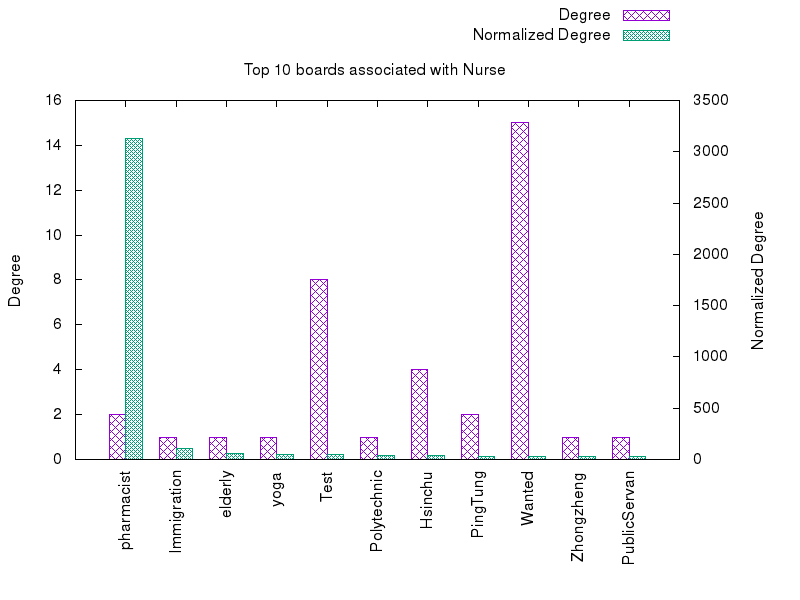 Degree
Normalized Degree
Top 10 boards associated with Nurse
16
14
12
10
8
6
4
2
0
3500
3000
2500
2000
1500
1000
500
0
Degree
Normalized Degree
pharmacist
Immigration
elderly
yoga
Test
Polytechnic
Hsinchu
PingTung
Wanted
Zhongzheng
PublicServan